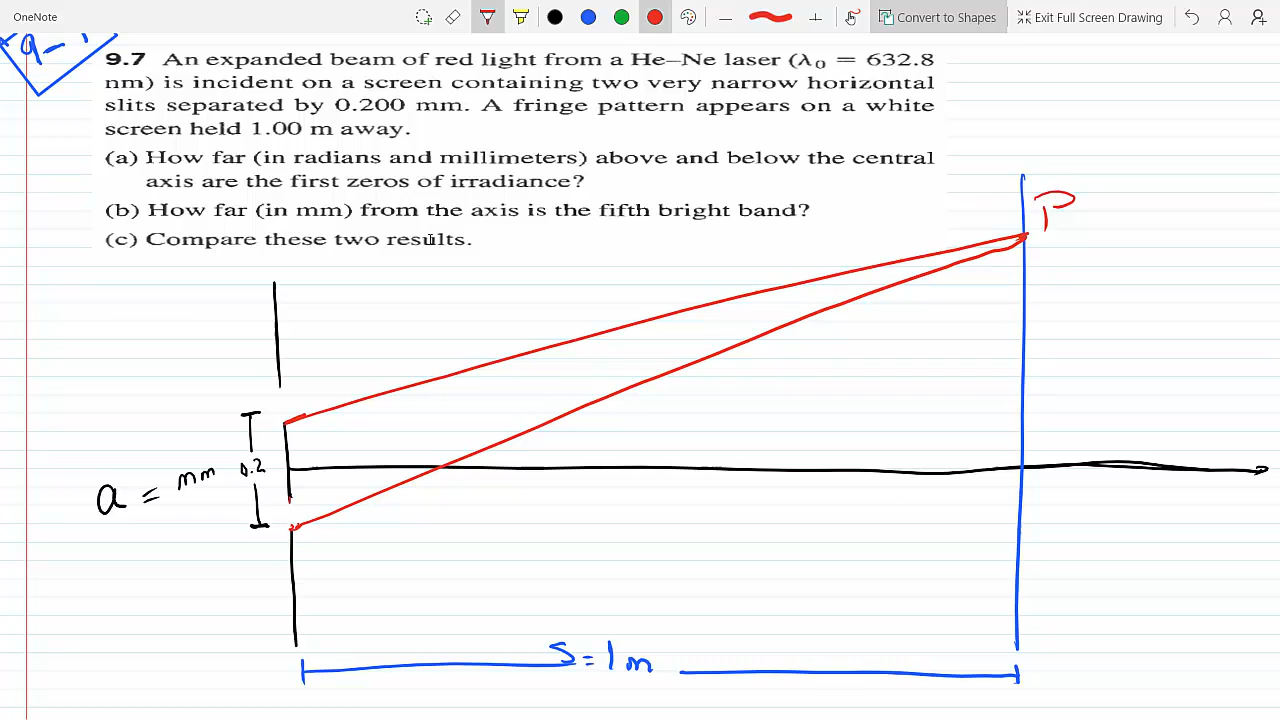 OneNote
Convert to Shapes
Exit Full Screen Drawing
9.7 An expanded beam of red light from a He–Ne laser (λ₀ = 632.8
nm) is incident on a screen containing two very narrow horizontal
slits separated by 0.200 mm. A fringe pattern appears on a white
screen held 1.00 m away.
(a) How far (in radians and millimeters) above and below the central
axis are the first zeros of irradiance?
(b) How far (in mm) from the axis is the fifth bright band?
(c) Compare these two results.
P
a = mm 0.2
S = 1 m